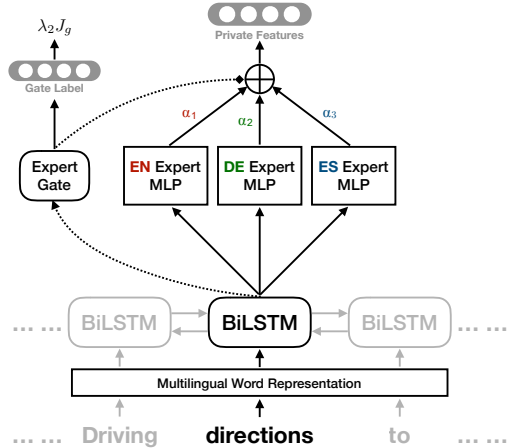 λ₂J_g
Private Features
Gate Label
α₁
α₂
α₃
Expert
Gate
EN Expert
MLP
DE Expert
MLP
ES Expert
MLP
... ... BiLSTM BiLSTM BiLSTM ... ...
Multilingual Word Representation
... ... Driving directions to ... ...